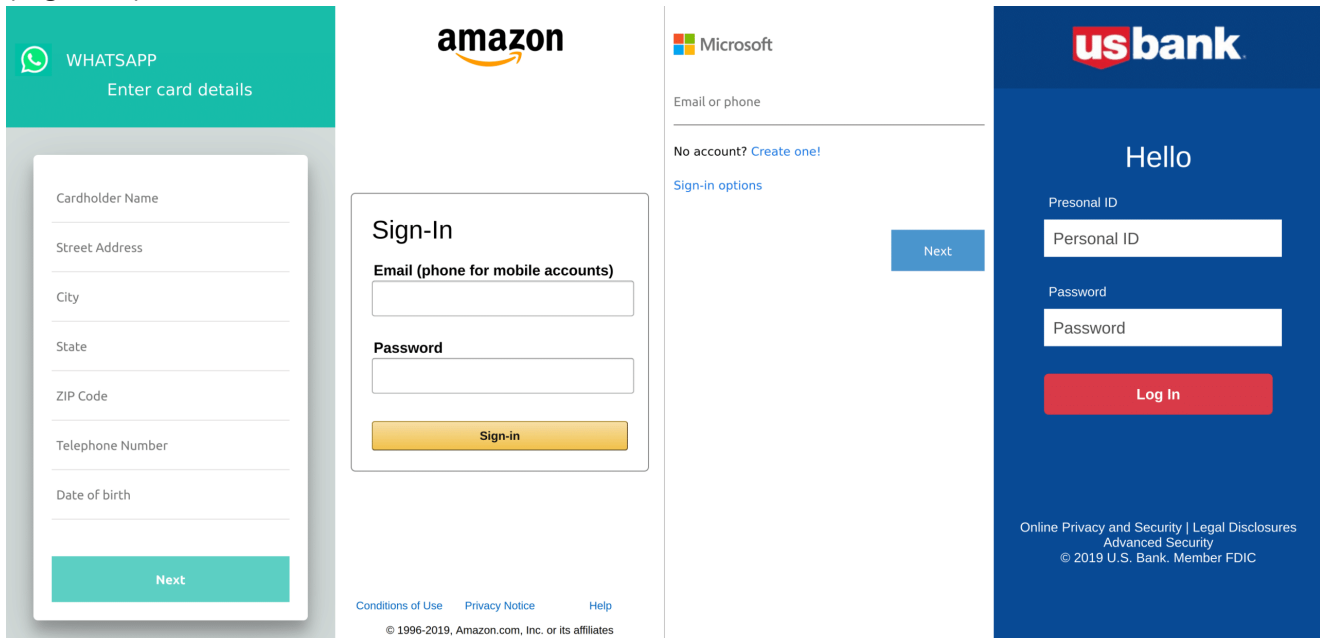 WHATSAPP
Enter card details
Cardholder Name
Street Address
City
State
ZIP Code
Telephone Number
Date of birth
Next
amazon
Sign-In
Email (phone for mobile accounts)
Password
Sign-in
Conditions of Use Privacy Notice Help
© 1996-2019, Amazon.com, Inc. or its affiliates
Microsoft
Email or phone
No account? Create one!
Sign-in options
Next
usbank
Hello
Presonal ID
Personal ID
Password
Password
Log In
Online Privacy and Security | Legal Disclosures
Advanced Security
© 2019 U.S. Bank. Member FDIC